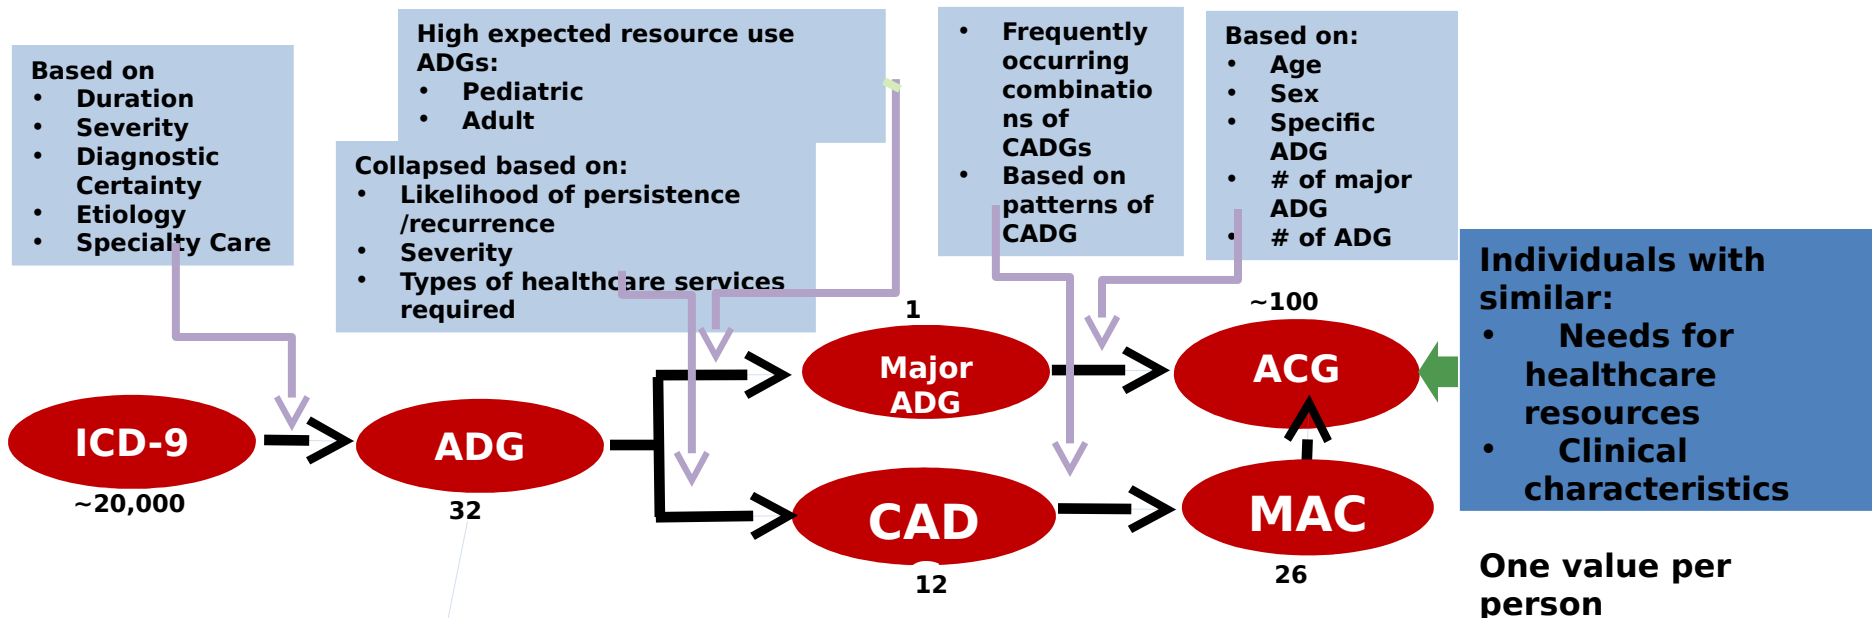 Based on
• Duration
• Severity
• Diagnostic
Certainty
• Etiology
• Specialty Care
High expected resource use
ADGs:
• Pediatric
• Adult
Collapsed based on:
• Likelihood of persistence
/recurrence
• Severity
• Types of healthcare services
required
• Frequently
occurring
combinatio
ns of
CADGs
• Based on
patterns of
CADG
Based on:
• Age
• Sex
• Specific
ADG
• # of major
ADG
• # of ADG
Individuals with
similar:
• Needs for
healthcare
resources
• Clinical
characteristics
One value per
person
ICD-9
~20,000
ADG
32
1
Major
ADG
CAD
12
~100
ACG
MAC
26